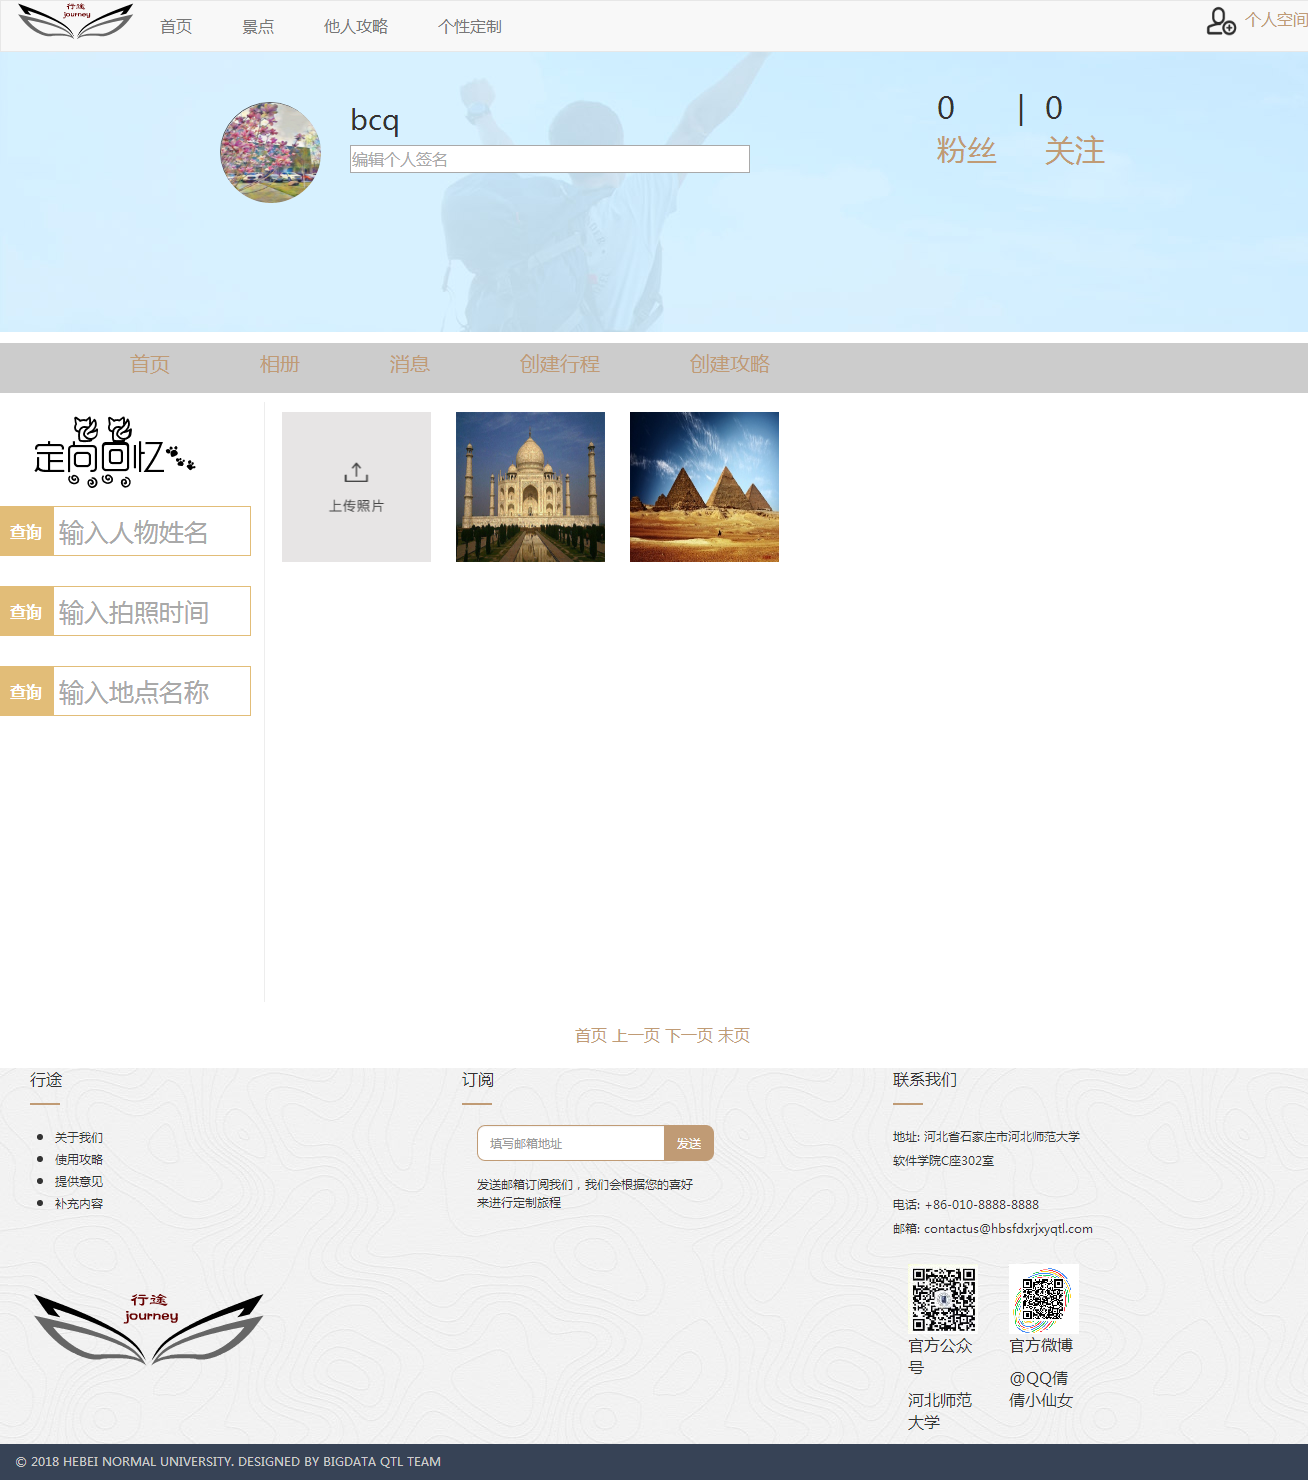 行途
journey
首页 景点 他人攻略 个性定制
个人空间
bcq
编辑个人签名
0 | 0
粉丝 关注
首页 相册 消息 创建行程 创建攻略
定尚回忆
查询 输入人物姓名
查询 输入拍照时间
查询 输入地点名称
上传照片
首页 上一页 下一页 末页
行途
关于我们
使用攻略
提供意见
补充内容
行途
journey
订阅
填写邮箱地址 发送
发送邮箱订阅我们，我们会根据您的喜好
来进行定制旅程
联系我们
地址: 河北省石家庄市河北师范大学
软件学院C座302室
电话: +86-010-8888-8888
邮箱: contactus@hbsfdxrjxyqtl.com
官方公众
号
河北师范
大学
官方微博
@QQ倩
倩小仙女
© 2018 HEBEI NORMAL UNIVERSITY. DESIGNED BY BIGDATA QTL TEAM